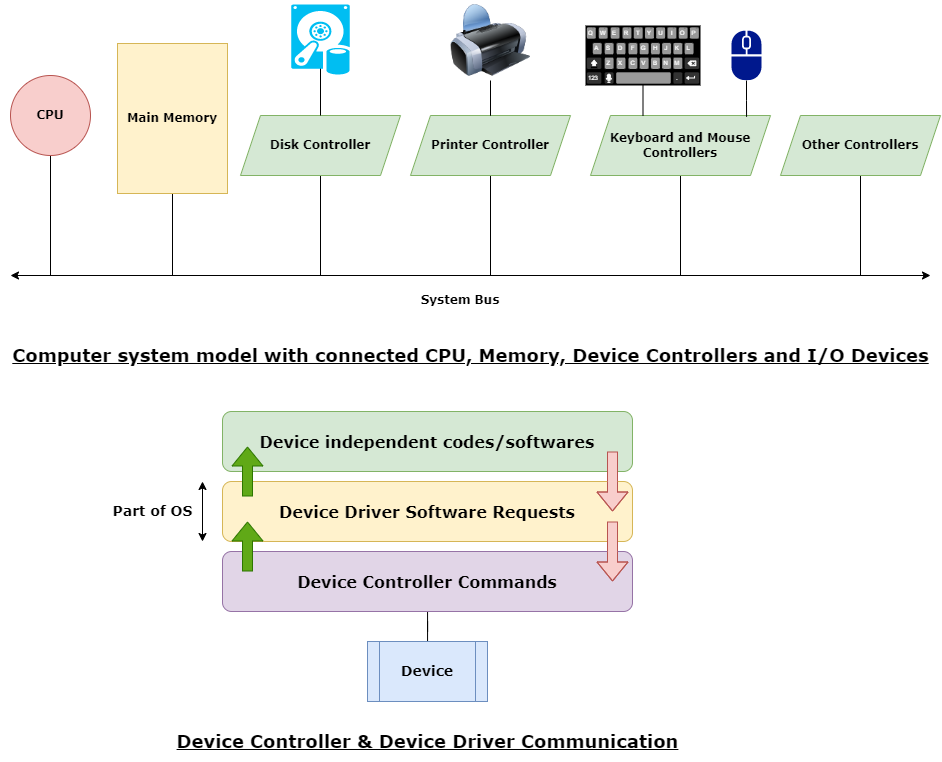 CPU
Main Memory
Disk Controller
Printer Controller
Q W E R T Y U I O P
A S D F G H J K L
Z X C V B N M
123 .
Keyboard and Mouse
Controllers
Other Controllers
System Bus
Computer system model with connected CPU, Memory, Device Controllers and I/O Devices
Device independent codes/softwares
Part of OS
Device Driver Software Requests
Device Controller Commands
Device
Device Controller & Device Driver Communication